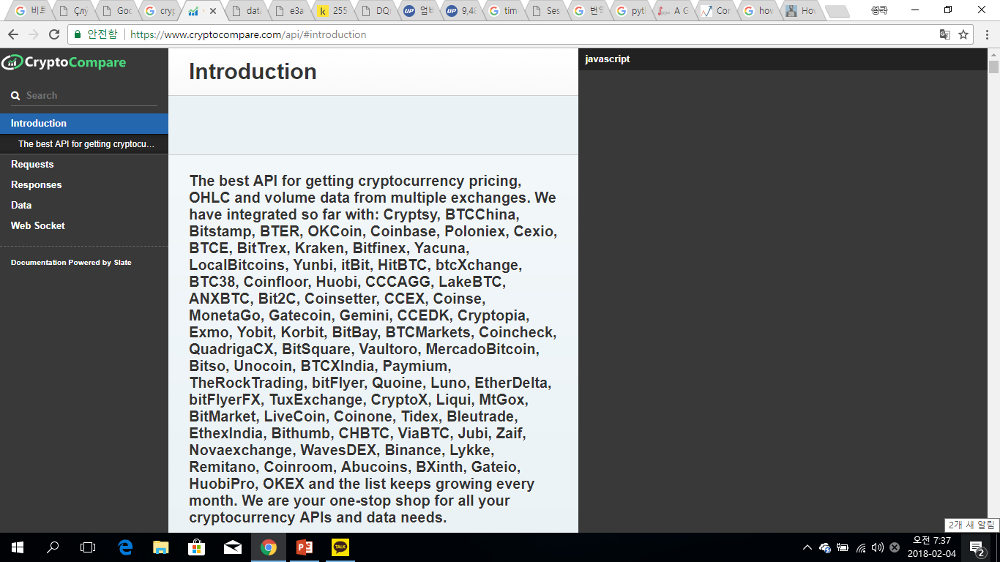 비트
Çлý
Goo
cryp
data
e3a
255
DQI
업비
9,48
tim
Ses
번역
pytl
A G
Cor
hov
Hov
성국
안전함
https://www.cryptocompare.com/api/#introduction
CryptoCompare
Search
Introduction
The best API for getting cryptocu...
Requests
Responses
Data
Web Socket
Documentation Powered by Slate
Introduction
The best API for getting cryptocurrency pricing,
OHLC and volume data from multiple exchanges. We
have integrated so far with: Cryptsy, BTCChina,
Bitstamp, BTER, OKCoin, Coinbase, Poloniex, Cexio,
BTCE, BitTrex, Kraken, Bitfinex, Yacuna,
LocalBitcoins, Yunbi, itBit, HitBTC, btcXchange,
BTC38, Coinfloor, Huobi, CCCAGG, LakeBTC,
ANXBTC, Bit2C, Coinsetter, CCEX, Coinse,
MonetaGo, Gatecoin, Gemini, CCEDK, Cryptopia,
Exmo, Yobit, Korbit, BitBay, BTCMarkets, Coincheck,
QuadrigaCX, BitSquare, Vaultoro, MercadoBitcoin,
Bitso, Unocoin, BTCXIndia, Paymium,
TheRockTrading, bitFlyer, Quoine, Luno, EtherDelta,
bitFlyerFX, TuxExchange, CryptoX, Liqui, MtGox,
BitMarket, LiveCoin, Coinone, Tidex, Bleutrade,
EthexIndia, Bithumb, CHBTC, ViaBTC, Jubi, Zaif,
Novaexchange, WavesDEX, Binance, Lykke,
Remitano, Coinroom, Abucoins, BXinth, Gateio,
HuobiPro, OKEX and the list keeps growing every
month. We are your one-stop shop for all your
cryptocurrency APIs and data needs.
javascript
2개 새 알림
TALK
오전 7:37
2018-02-04
2